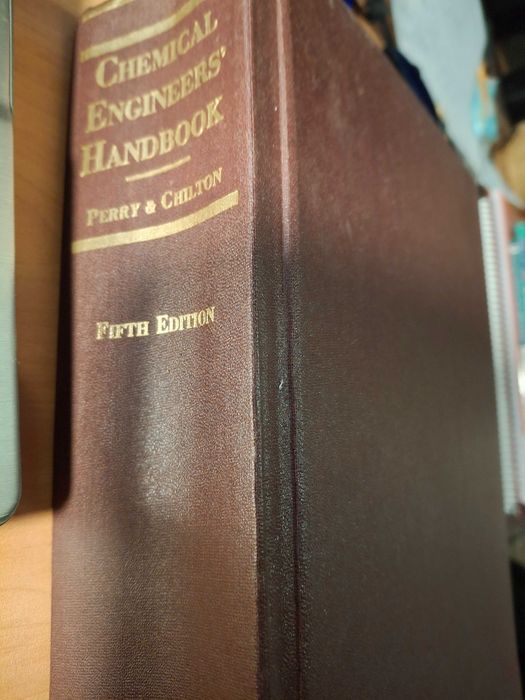 CHEMICAL
ENGINEERS'
HANDBOOK
PERRY & CHILTON
FIFTH EDITION